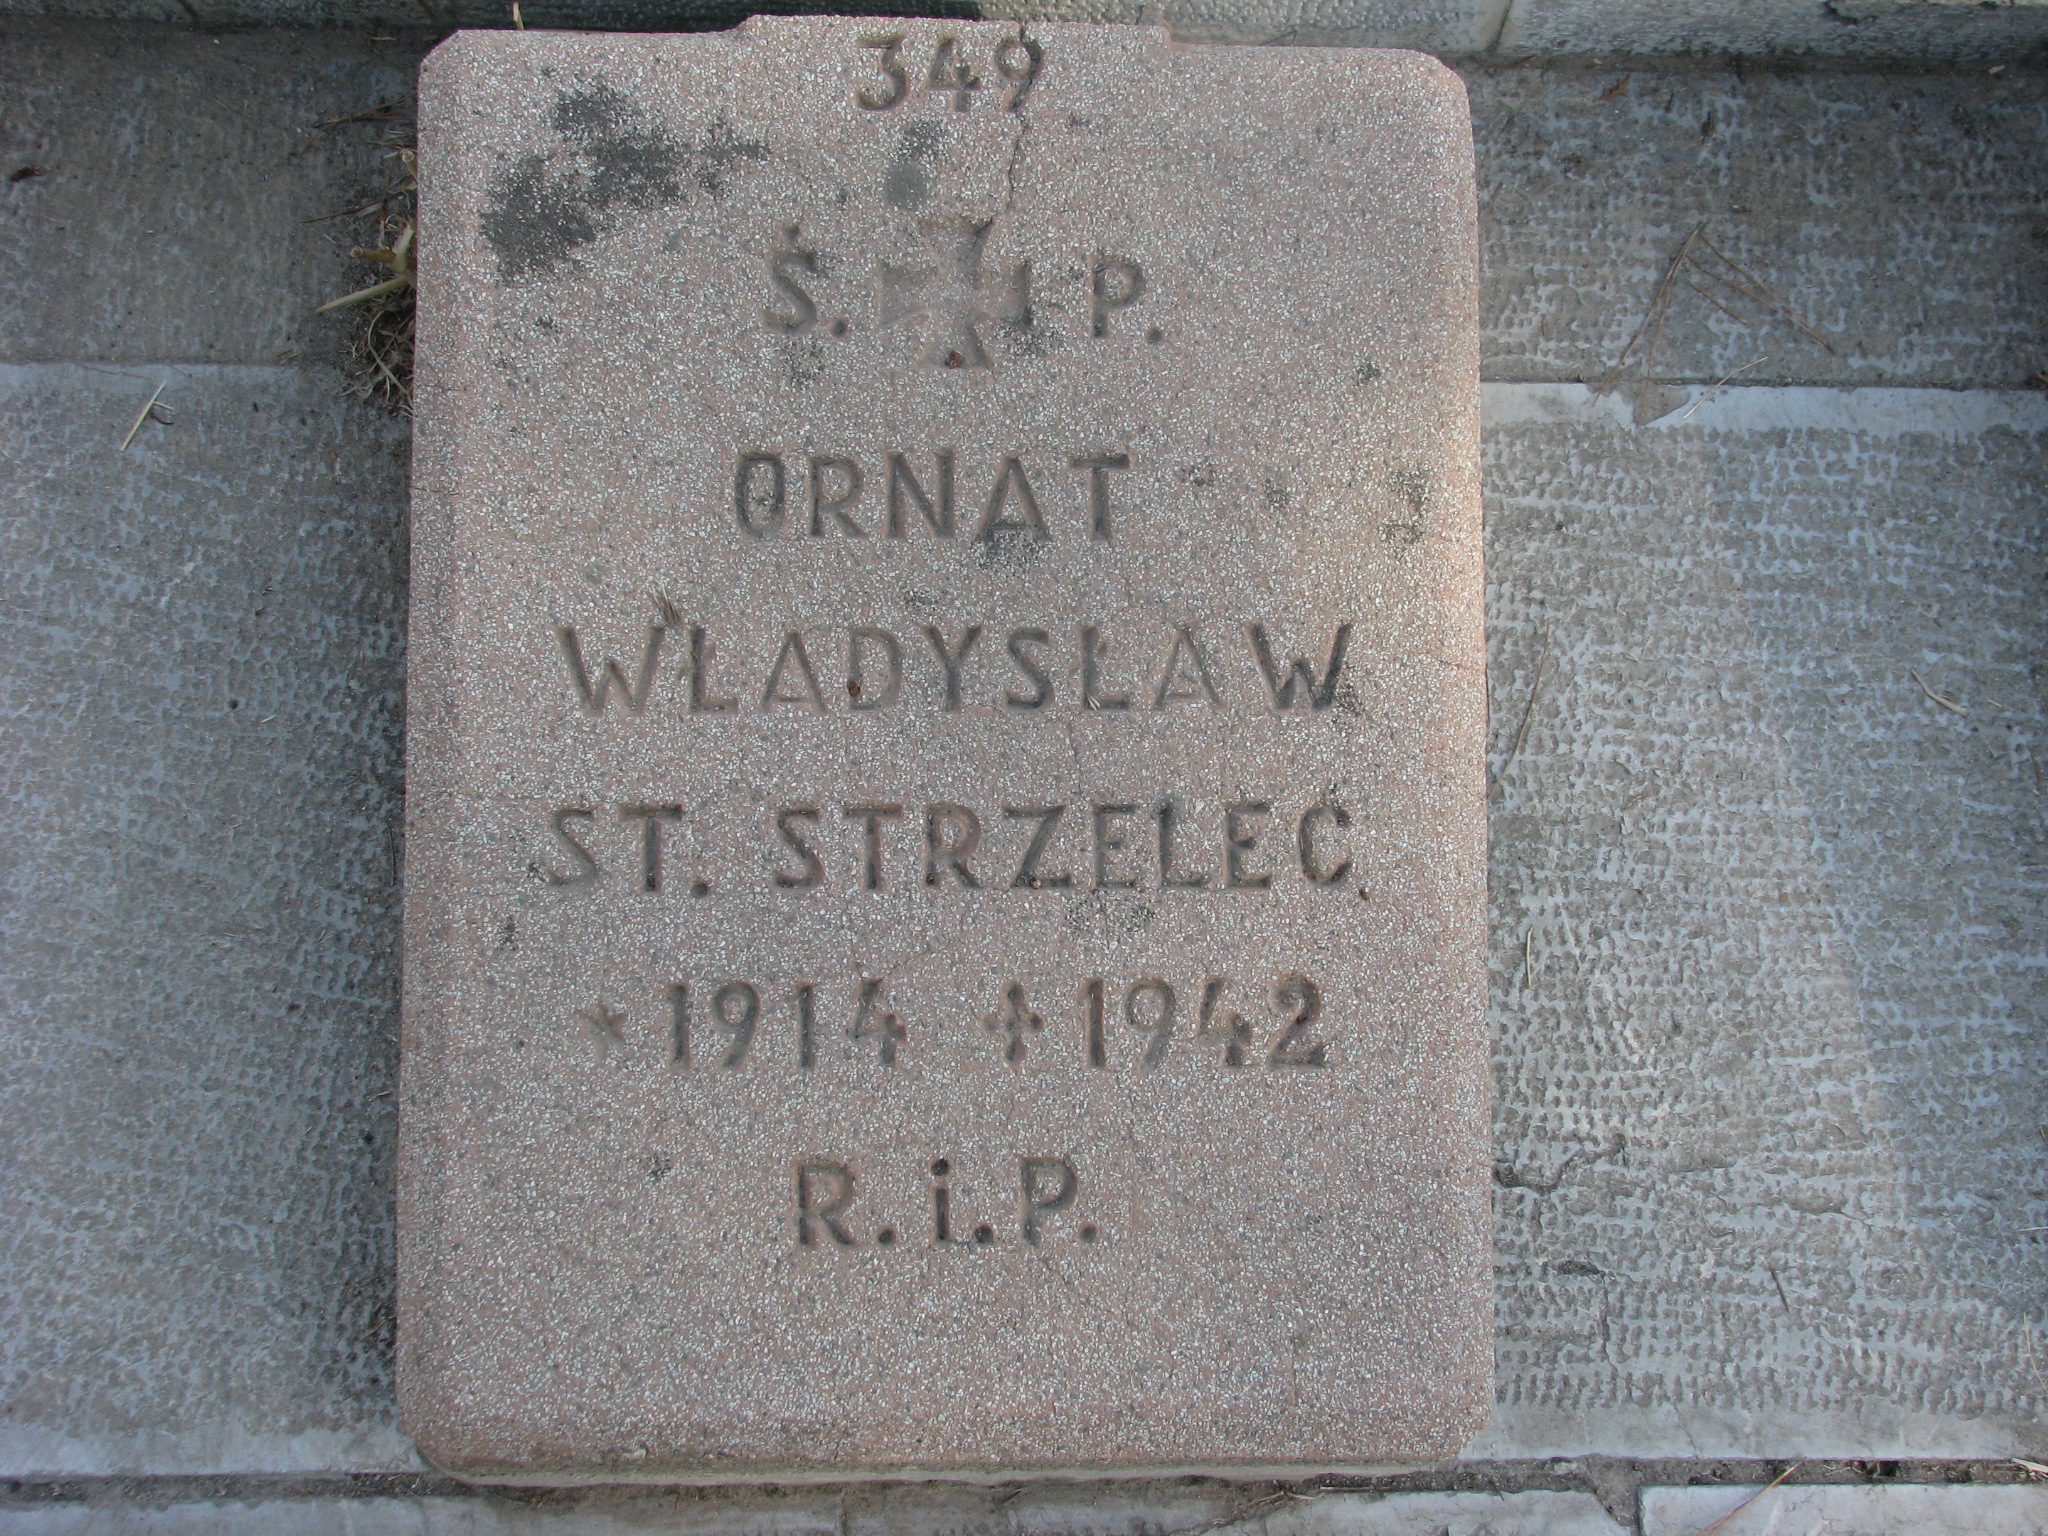 349
Ś. P.
ORNAT
WŁADYSŁAW
ST. STRZELEC
* 1914 † 1942
R.i.P.